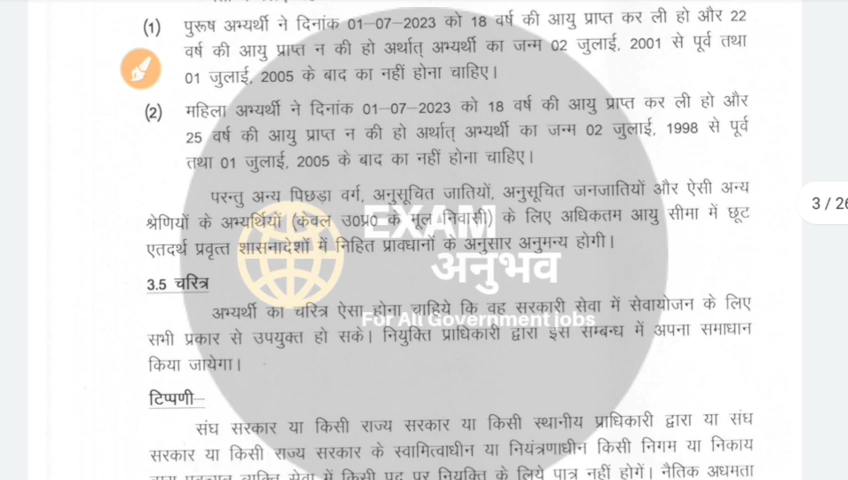 (1) पुरूष अभ्यर्थी ने दिनांक 01-07-2023 को 18 वर्ष की आयु प्राप्त कर ली हो और 22
वर्ष की आयु प्राप्त न की हो अर्थात् अभ्यर्थी का जन्म 02 जुलाई, 2001 से पूर्व तथा
01 जुलाई, 2005 के बाद का नहीं होना चाहिए।
(2) महिला अभ्यर्थी ने दिनांक 01-07-2023 को 18 वर्ष की आयु प्राप्त कर ली हो और
25 वर्ष की आयु प्राप्त न की हो अर्थात् अभ्यर्थी का जन्म 02 जुलाई, 1998 से पूर्व
तथा 01 जुलाई, 2005 के बाद का नहीं होना चाहिए।
परन्तु अन्य पिछड़ा वर्ग, अनुसूचित जातियों, अनुसूचित जनजातियों और ऐसी अन्य
3 / 26
श्रेणियों के अभ्यर्थियों (केवल उ0प्र0 के मूल निवासी) के लिए अधिकतम आयु सीमा में छूट
एतदर्थ प्रवृत्त शासनादेशों में निहित प्रावधानों के अनुसार अनुमन्य होगी।
EXAM
अनुभव
For All Government jobs
3.5 चरित्र
अभ्यर्थी का चरित्र ऐसा होना चाहिये कि वह सरकारी सेवा में सेवायोजन के लिए
सभी प्रकार से उपयुक्त हो सके। नियुक्ति प्राधिकारी द्वारा इस सम्बन्ध में अपना समाधान
किया जायेगा।
टिप्पणी—
संघ सरकार या किसी राज्य सरकार या किसी स्थानीय प्राधिकारी द्वारा या संघ
सरकार या किसी राज्य सरकार के स्वामित्वाधीन या नियंत्रणाधीन किसी निगम या निकाय
व्यक्ति सेवा में किसी पद पर नियुक्ति के लिये पात्र नहीं होगें। नैतिक अधमता